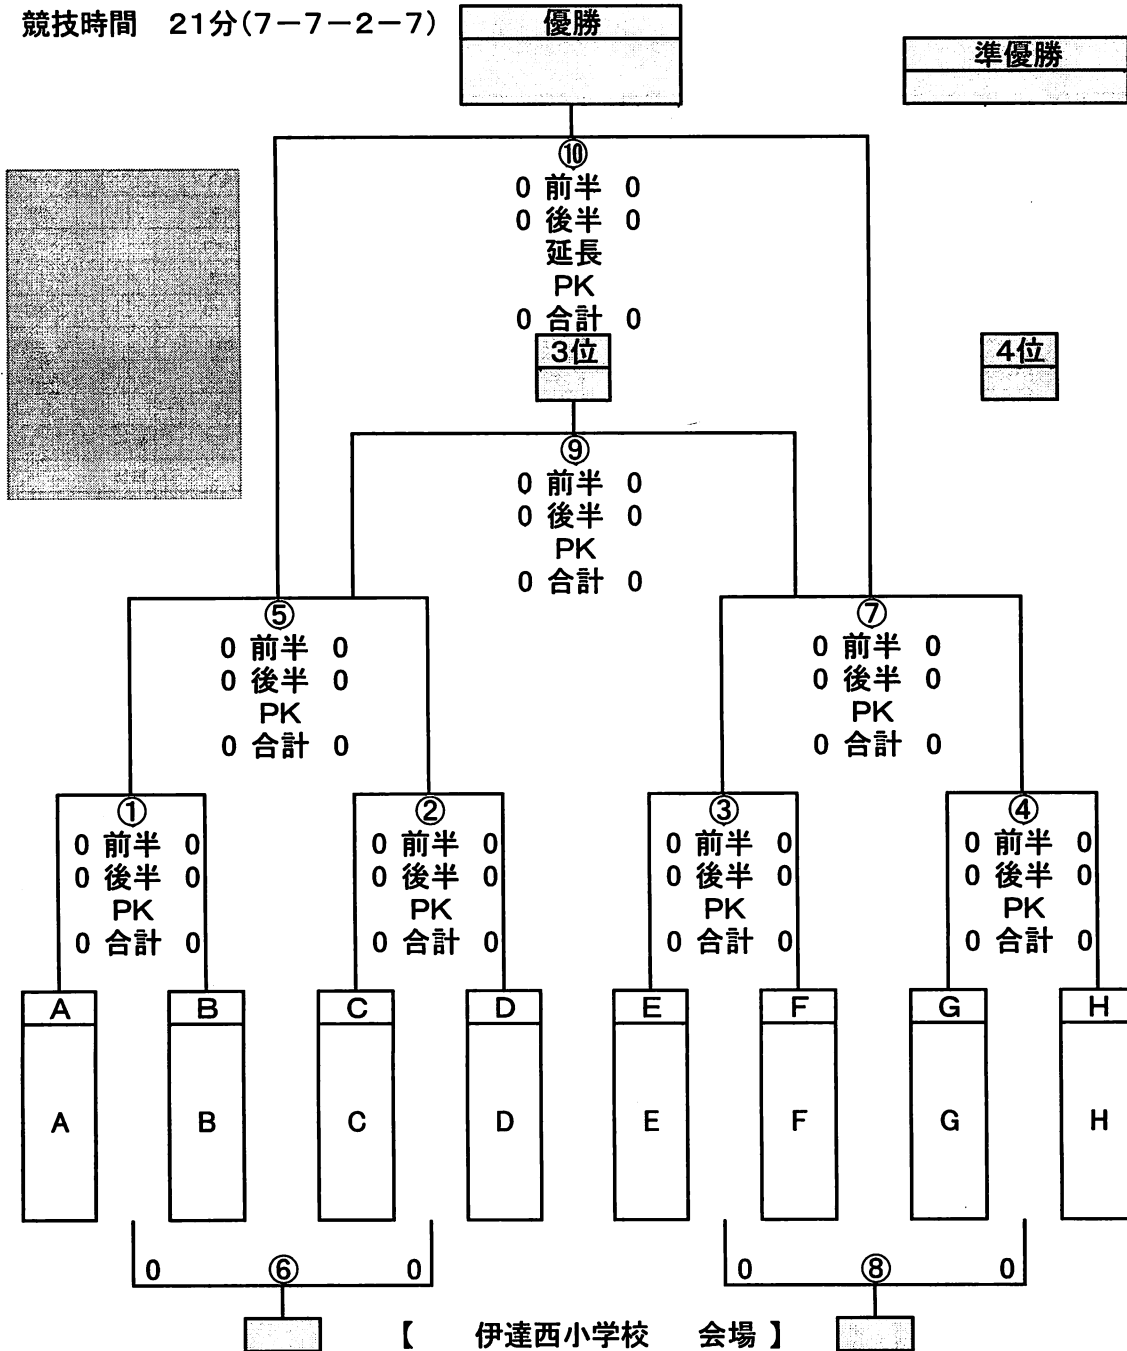 競技時間 21分(7-7-2-7)
優勝
準優勝
⑩
0 前半 0
0 後半 0
延長
PK
0 合計 0
3位
4位
⑨
0 前半 0
0 後半 0
PK
0 合計 0
⑤ ⑦
0 前半 0 0 前半 0
0 後半 0 0 後半 0
PK PK
0 合計 0 0 合計 0
① ② ③ ④
0 前半 0 0 前半 0 0 前半 0 0 前半 0
0 後半 0 0 後半 0 0 後半 0 0 後半 0
PK PK PK PK
0 合計 0 0 合計 0 0 合計 0 0 合計 0
A B C D E F G H
A B C D E F G H
0 ⑥ 0 0 ⑧ 0
【 伊達西小学校 会場 】